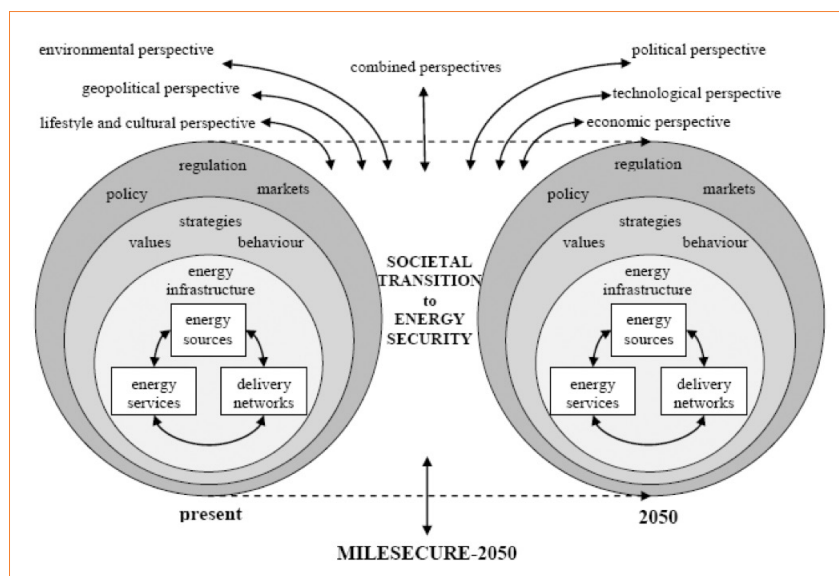 environmental perspective
political perspective
combined perspectives
geopolitical perspective
technological perspective
lifestyle and cultural perspective
economic perspective
regulation
policy
markets
strategies
values
behaviour
energy
infrastructure
energy
sources
energy
services
delivery
networks
present
SOCIETAL
TRANSITION
to
ENERGY
SECURITY
regulation
policy
markets
strategies
values
behaviour
energy
infrastructure
energy
sources
energy
services
delivery
networks
2050
MILESECURE-2050